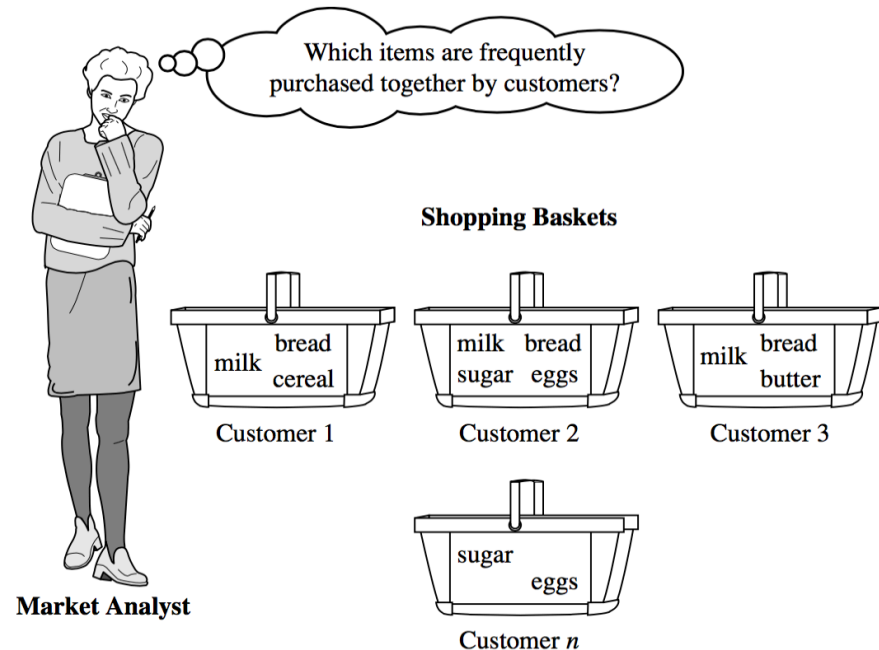 Which items are frequently
purchased together by customers?
Shopping Baskets
milk bread
cereal
Customer 1
milk bread
sugar eggs
Customer 2
milk bread
butter
Customer 3
sugar
eggs
Customer n
Market Analyst